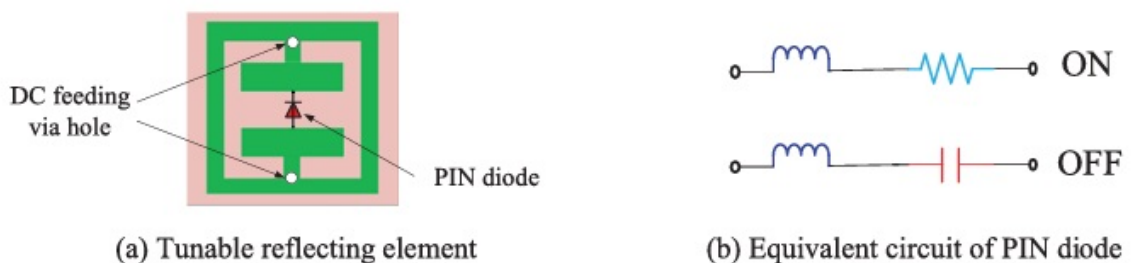 DC feeding
via hole
PIN diode
(a) Tunable reflecting element
ON
OFF
(b) Equivalent circuit of PIN diode